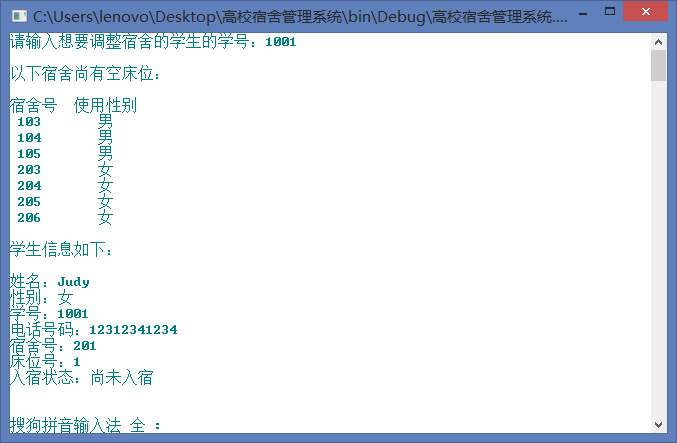 C:\Users\lenovo\Desktop\高校宿舍管理系统\bin\Debug\高校宿舍管理系统....
请输入想要调整宿舍的学生的学号：1001
以下宿舍尚有空床位：
宿舍号 使用性别
103 男
104 男
105 男
203 女
204 女
205 女
206 女
学生信息如下：
姓名：Judy
性别：女
学号：1001
电话号码：12312341234
宿舍号：201
床位号：1
入宿状态：尚未入宿
搜狗拼音输入法 全 ：